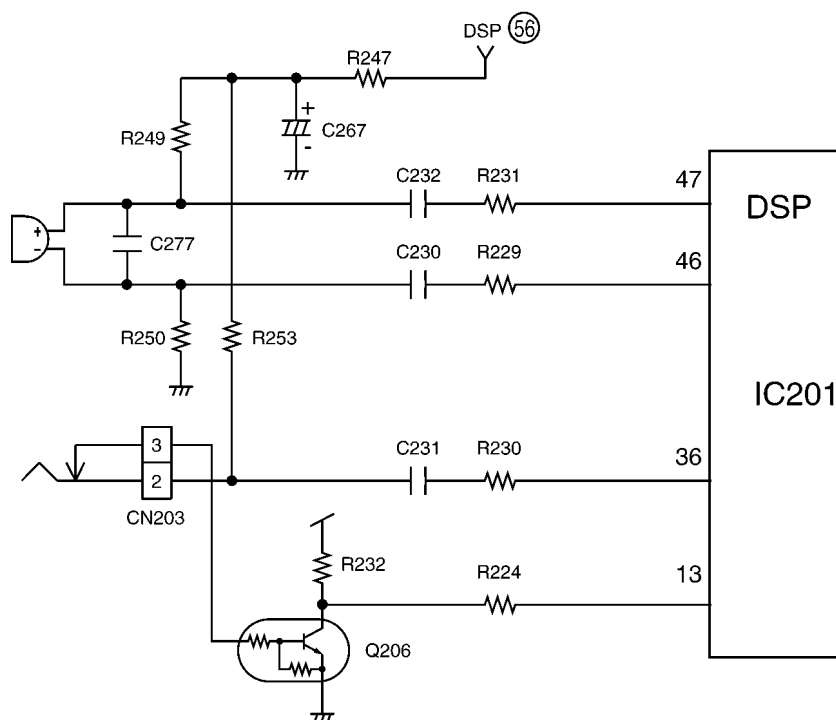 DSP 56
R247
+
C267
-
R249
C232 R231 47
DSP
+
-
C277
C230 R229 46
R250 R253
IC201
3
2
CN203
C231 R230 36
R232
R224 13
Q206